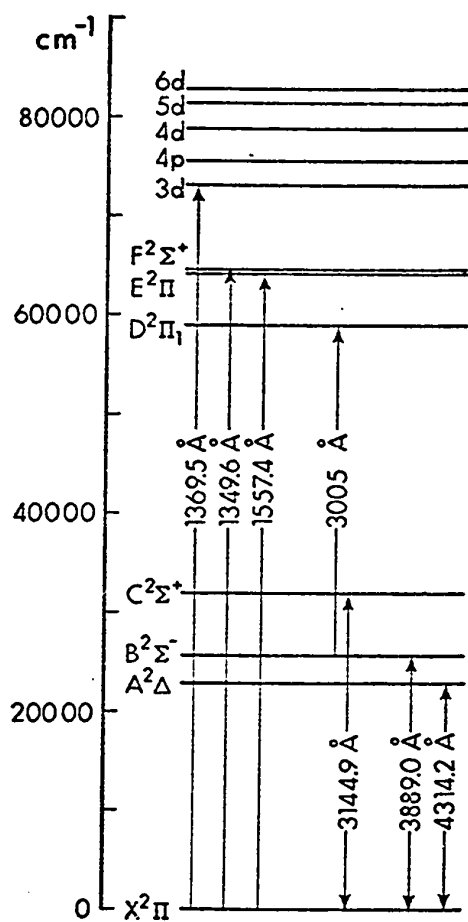 cm⁻¹
6d
5d
80000
4d
4p
3d
F²Σ⁺
E²Π
60000
D²Π₁
1369.5 Å
1349.6 Å
1557.4 Å
3005 Å
40000
C²Σ⁺
B²Σ⁻
A²Δ
20000
3144.9 Å
3889.0 Å
4314.2 Å
0
X²Π